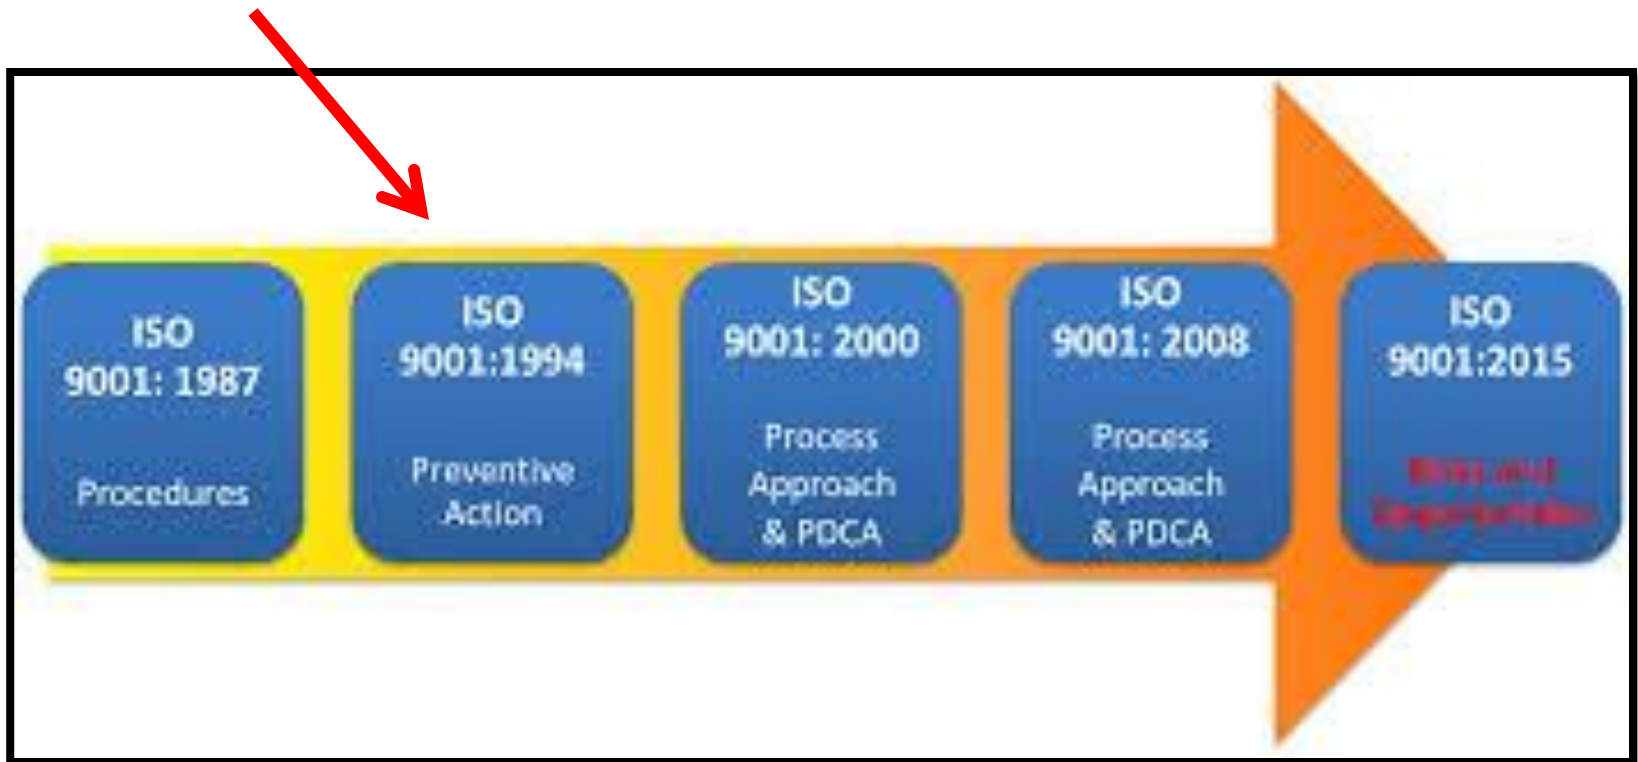 ISO
9001: 1987
Procedures
ISO
9001:1994
Preventive
Action
ISO
9001: 2000
Process
Approach
& PDCA
ISO
9001: 2008
Process
Approach
& PDCA
ISO
9001:2015
and